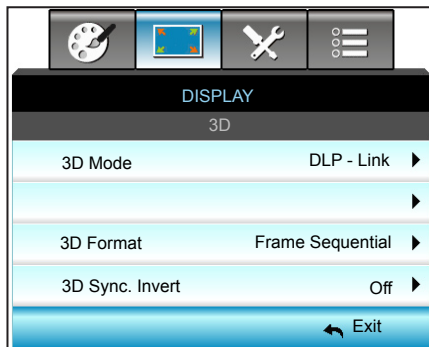 DISPLAY
3D
3D Mode DLP - Link
3D Format Frame Sequential
3D Sync. Invert Off
Exit